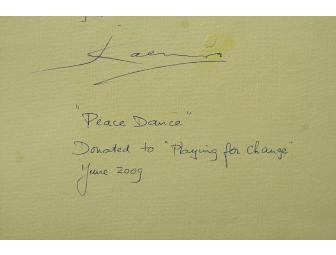 "Peace Dance"
Donated to "Playing for Change"
June 2009